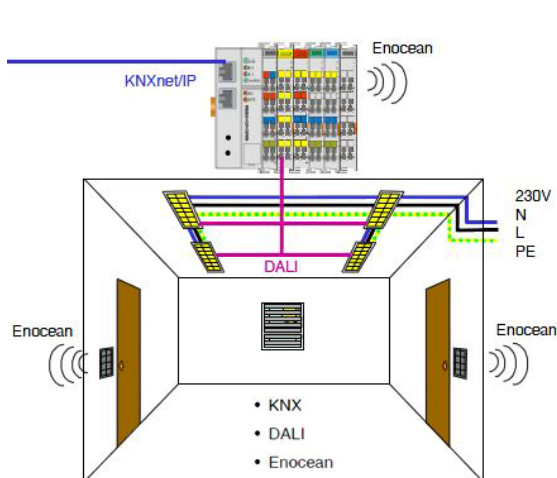 Enocean
KNXnet/IP
230V
N
L
PE
DALI
Enocean
Enocean
• KNX
• DALI
• Enocean